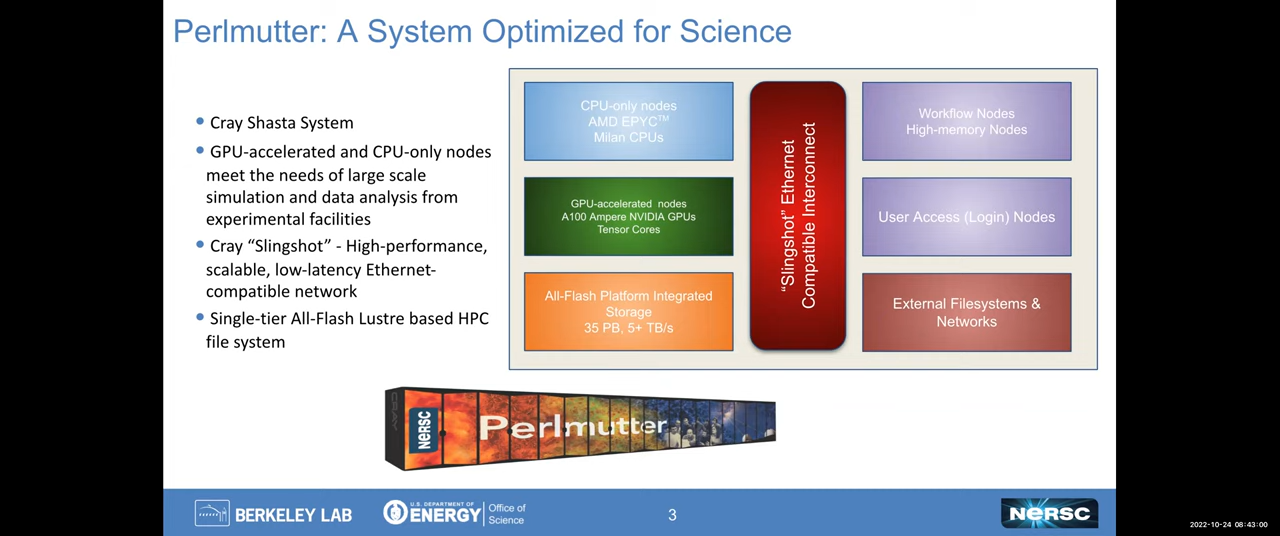 Perlmutter: A System Optimized for Science
• Cray Shasta System
• GPU-accelerated and CPU-only nodes
meet the needs of large scale
simulation and data analysis from
experimental facilities
• Cray “Slingshot” - High-performance,
scalable, low-latency Ethernet-
compatible network
• Single-tier All-Flash Lustre based HPC
file system
CPU-only nodes
AMD EPYC™
Milan CPUs
GPU-accelerated nodes
A100 Ampere NVIDIA GPUs
Tensor Cores
All-Flash Platform Integrated
Storage
35 PB, 5+ TB/s
“Slingshot” Ethernet
Compatible Interconnect
Workflow Nodes
High-memory Nodes
User Access (Login) Nodes
External Filesystems &
Networks
CRAY
NERSC
Perlmutter
BERKELEY LAB
U.S. DEPARTMENT OF
ENERGY
Office of
Science
3
NERSC
2022-10-24 08:43:00